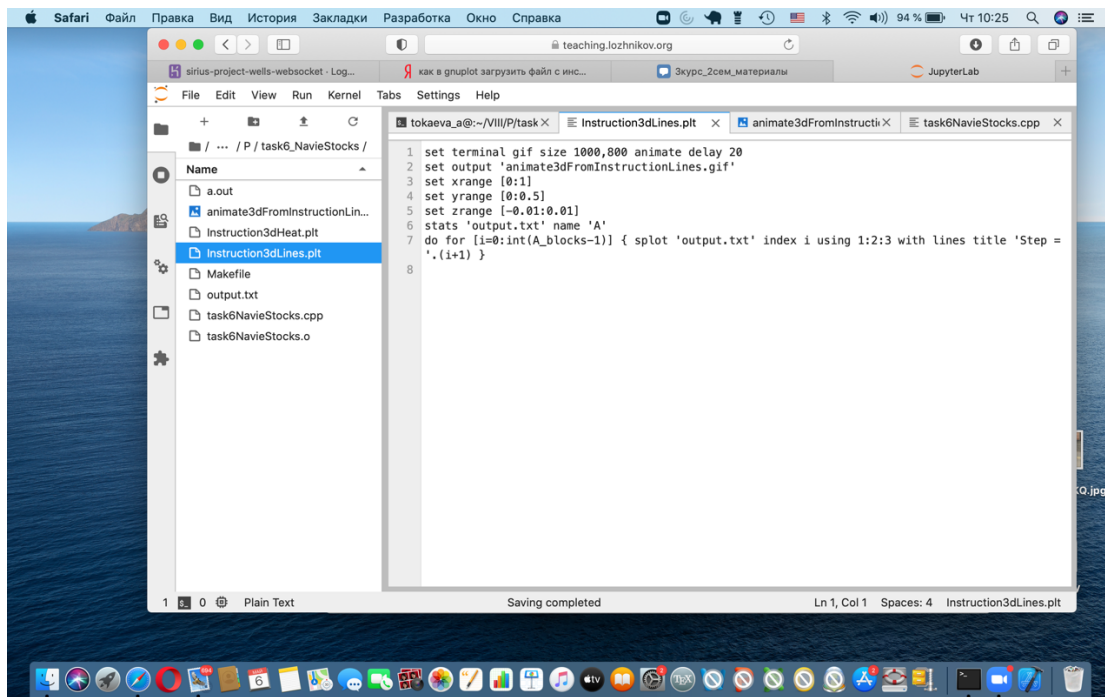 Safari Файл Правка Вид История Закладки Разработка Окно Справка 94 % Чт 10:25
teaching.lozhnikov.org
sirius-project-wells-websocket · Log... как в gnuplot загрузить файл с инс... 3курс_2сем_материалы JupyterLab
File Edit View Run Kernel Tabs Settings Help
tokaeva_a@:~/VIII/P/task Instruction3dLines.plt animate3dFromInstructi task6NavieStocks.cpp
/ ··· / P / task6_NavieStocks /
Name
a.out
animate3dFromInstructionLin...
Instruction3dHeat.plt
Instruction3dLines.plt
Makefile
output.txt
task6NavieStocks.cpp
task6NavieStocks.o
1 set terminal gif size 1000,800 animate delay 20
2 set output 'animate3dFromInstructionLines.gif'
3 set xrange [0:1]
4 set yrange [0:0.5]
5 set zrange [-0.01:0.01]
6 stats 'output.txt' name 'A'
7 do for [i=0:int(A_blocks-1)] { splot 'output.txt' index i using 1:2:3 with lines title 'Step =
'.(i+1) }
8
1 0 Plain Text Saving completed Ln 1, Col 1 Spaces: 4 Instruction3dLines.plt
KQ.jpg
6
tv
TEX